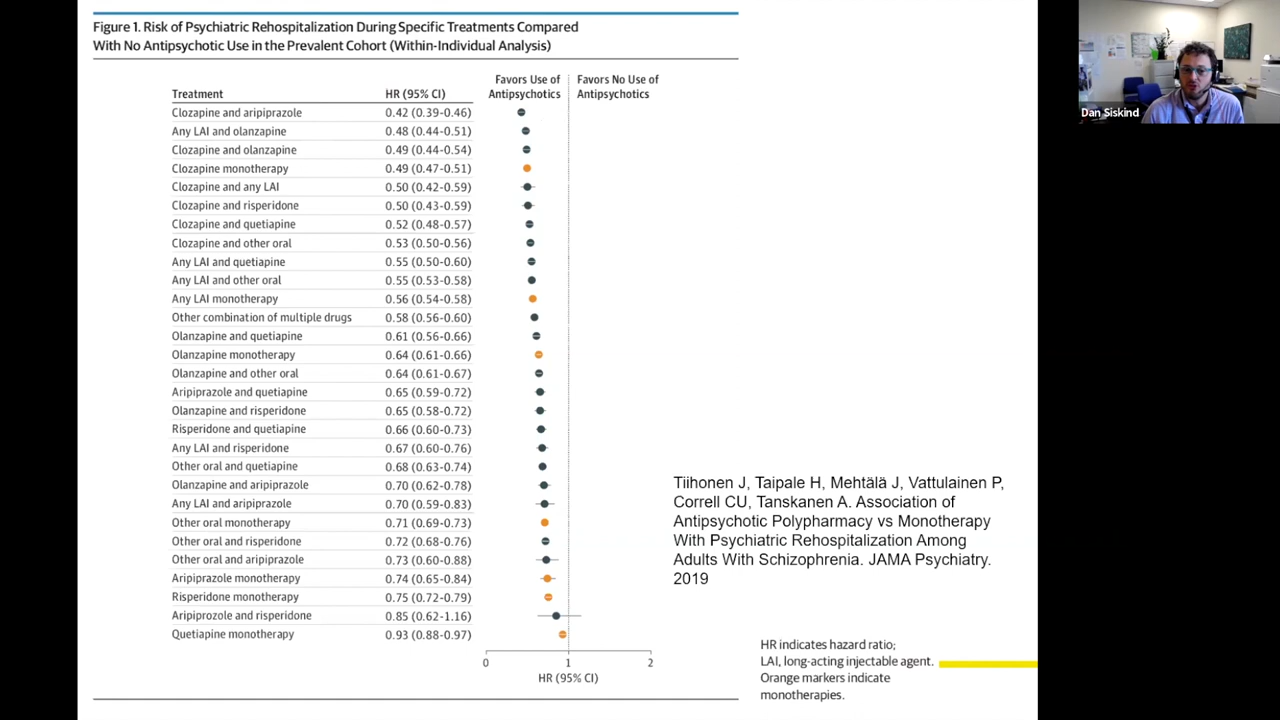 Figure 1. Risk of Psychiatric Rehospitalization During Specific Treatments Compared
With No Antipsychotic Use in the Prevalent Cohort (Within-Individual Analysis)
Favors Use of Favors No Use of
Treatment HR (95% CI) Antipsychotics Antipsychotics
Clozapine and aripiprazole 0.42 (0.39-0.46)
Any LAI and olanzapine 0.48 (0.44-0.51)
Clozapine and olanzapine 0.49 (0.44-0.54)
Clozapine monotherapy 0.49 (0.47-0.51)
Clozapine and any LAI 0.50 (0.42-0.59)
Clozapine and risperidone 0.50 (0.43-0.59)
Clozapine and quetiapine 0.52 (0.48-0.57)
Clozapine and other oral 0.53 (0.50-0.56)
Any LAI and quetiapine 0.55 (0.50-0.60)
Any LAI and other oral 0.55 (0.53-0.58)
Any LAI monotherapy 0.56 (0.54-0.58)
Other combination of multiple drugs 0.58 (0.56-0.60)
Olanzapine and quetiapine 0.61 (0.56-0.66)
Olanzapine monotherapy 0.64 (0.61-0.66)
Olanzapine and other oral 0.64 (0.61-0.67)
Aripiprazole and quetiapine 0.65 (0.59-0.72)
Olanzapine and risperidone 0.65 (0.58-0.72)
Risperidone and quetiapine 0.66 (0.60-0.73)
Any LAI and risperidone 0.67 (0.60-0.76)
Other oral and quetiapine 0.68 (0.63-0.74)
Olanzapine and aripiprazole 0.70 (0.62-0.78)
Any LAI and aripiprazole 0.70 (0.59-0.83)
Other oral monotherapy 0.71 (0.69-0.73)
Other oral and risperidone 0.72 (0.68-0.76)
Other oral and aripiprazole 0.73 (0.60-0.88)
Aripiprazole monotherapy 0.74 (0.65-0.84)
Risperidone monotherapy 0.75 (0.72-0.79)
Aripiprozole and risperidone 0.85 (0.62-1.16)
Quetiapine monotherapy 0.93 (0.88-0.97)
0 1 2
HR (95% CI)
Tiihonen J, Taipale H, Mehtälä J, Vattulainen P,
Correll CU, Tanskanen A. Association of
Antipsychotic Polypharmacy vs Monotherapy
With Psychiatric Rehospitalization Among
Adults With Schizophrenia. JAMA Psychiatry.
2019
HR indicates hazard ratio;
LAI, long-acting injectable agent.
Orange markers indicate
monotherapies.
Dan Siskind